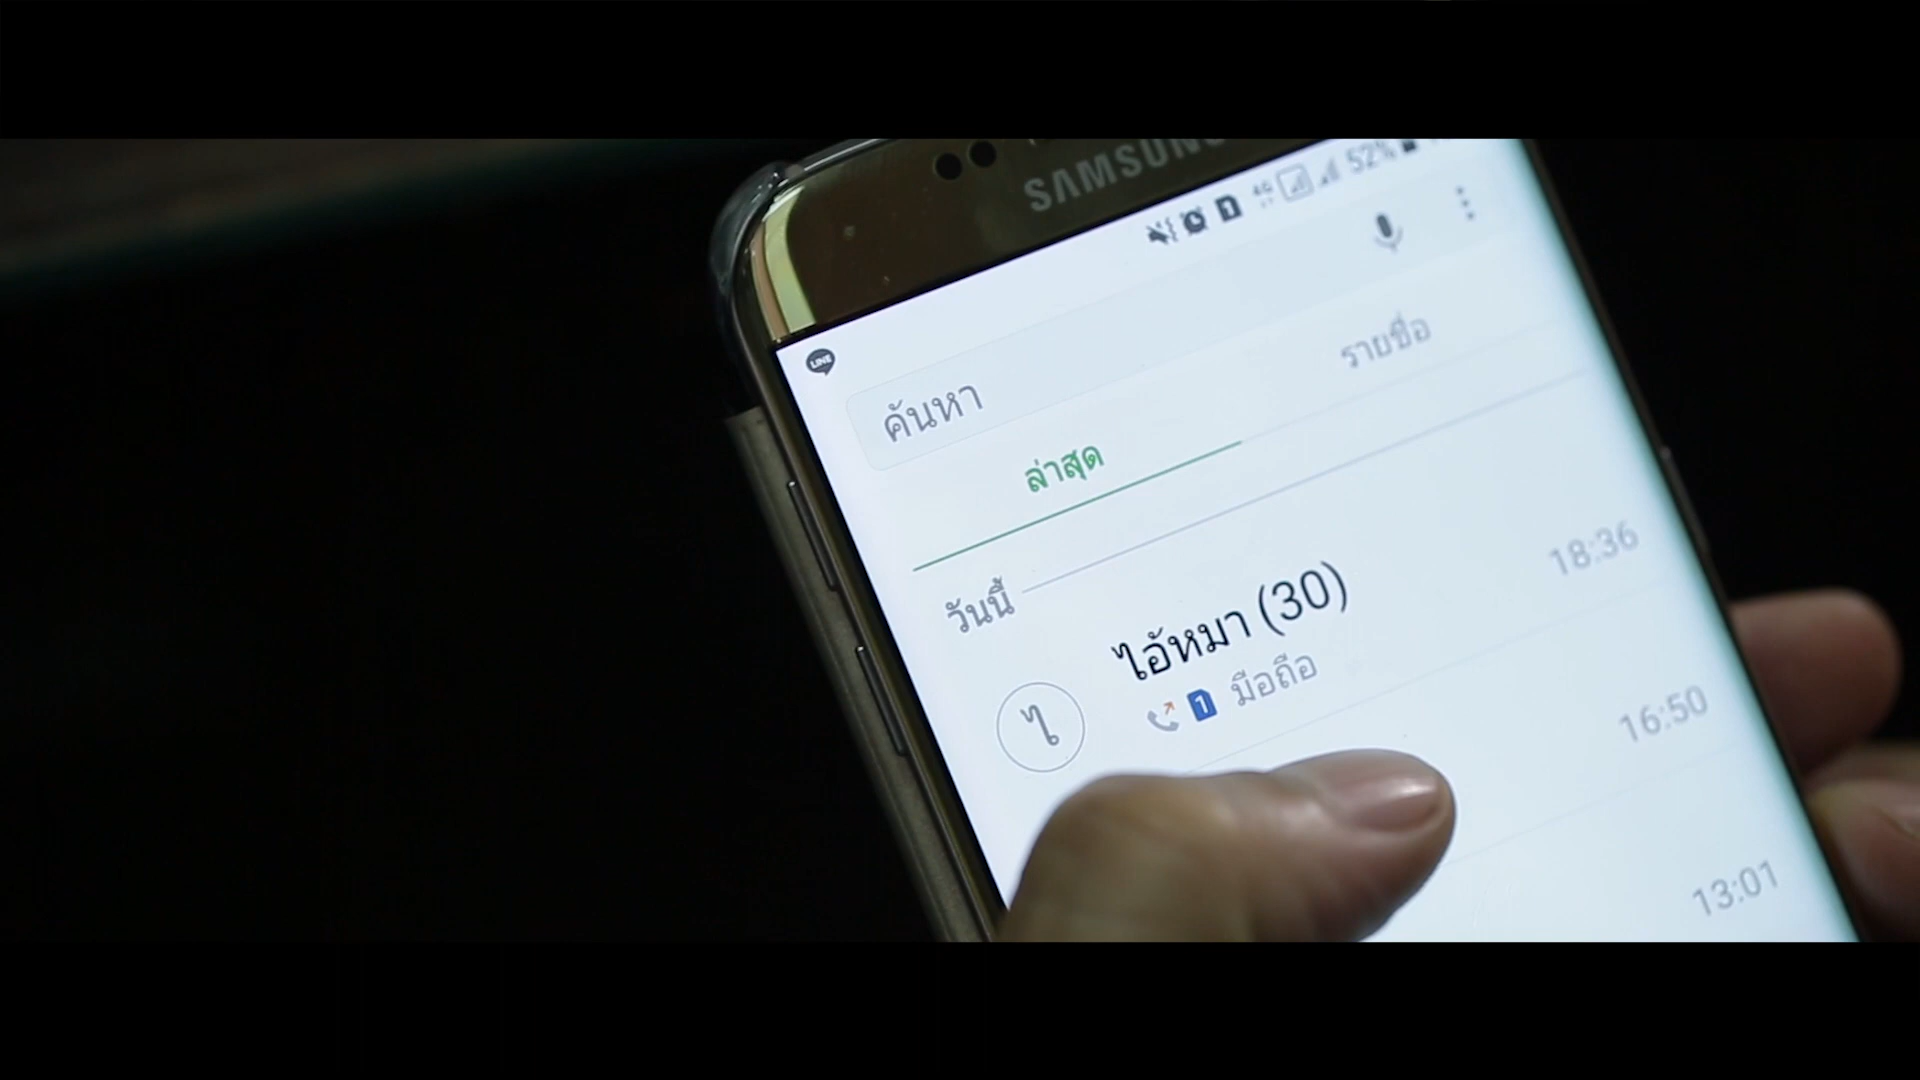 SAMSUNG
4G 52%
LINE
ค้นหา
ล่าสุด
รายชื่อ
วันนี้
ไอ้หมา (30)
18:36
ไ
1 มือถือ
16:50
13:01